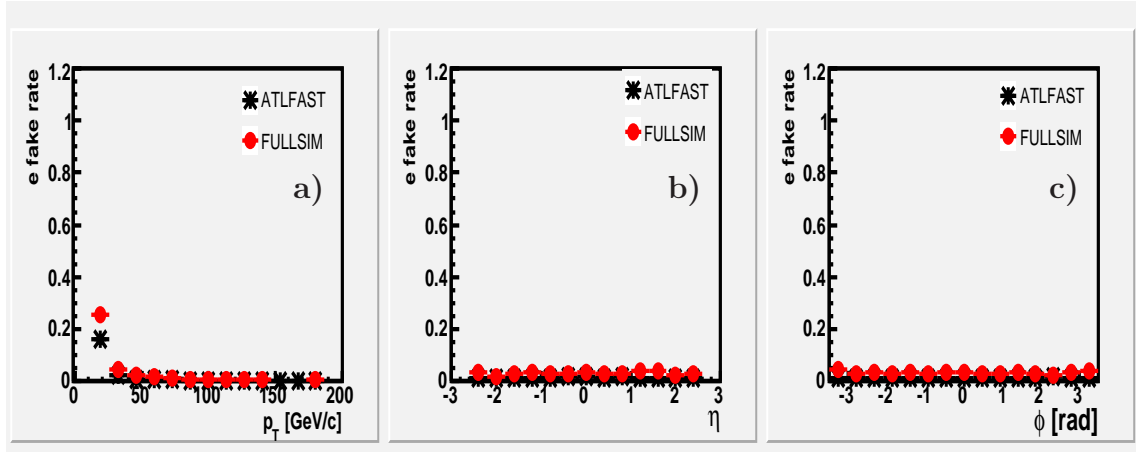 e fake rate
1.2
1
0.8
0.6
0.4
0.2
0
ATLFAST
FULLSIM
a)
0 50 100 150 200
p_T [GeV/c]
e fake rate
1.2
1
0.8
0.6
0.4
0.2
0
ATLFAST
FULLSIM
b)
-3 -2 -1 0 1 2 3
η
e fake rate
1.2
1
0.8
0.6
0.4
0.2
0
ATLFAST
FULLSIM
c)
-3 -2 -1 0 1 2 3
ϕ [rad]